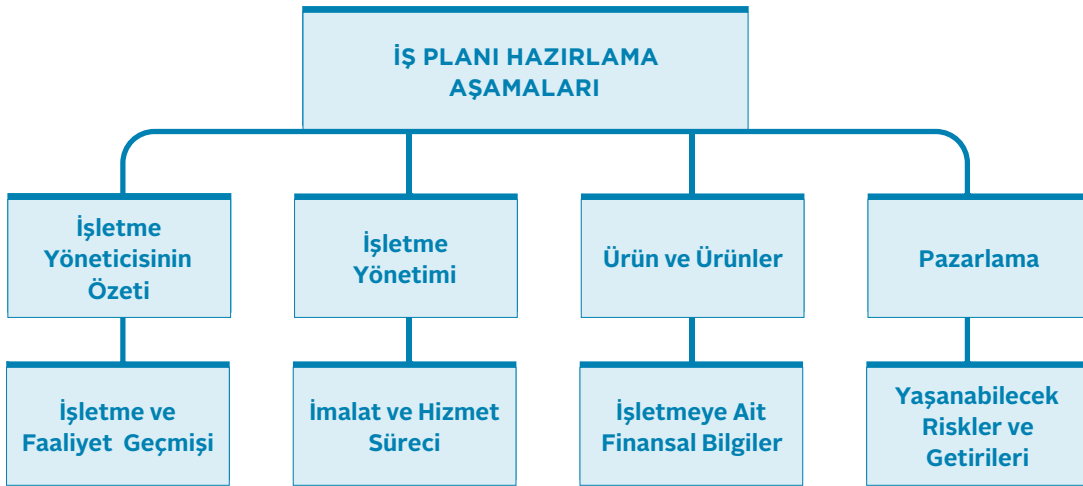 İŞ PLANI HAZIRLAMA
AŞAMALARI
İşletme
Yöneticisinin
Özeti
İşletme
Yönetimi
Ürün ve Ürünler
Pazarlama
İşletme ve
Faaliyet Geçmişi
İmalat ve Hizmet
Süreci
İşletmeye Ait
Finansal Bilgiler
Yaşanabilecek
Riskler ve
Getirileri